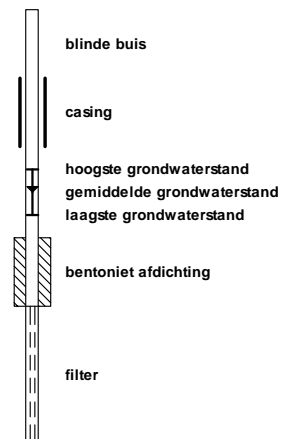 blinde buis
casing
hoogste grondwaterstand
gemiddelde grondwaterstand
laagste grondwaterstand
bentoniet afdichting
filter